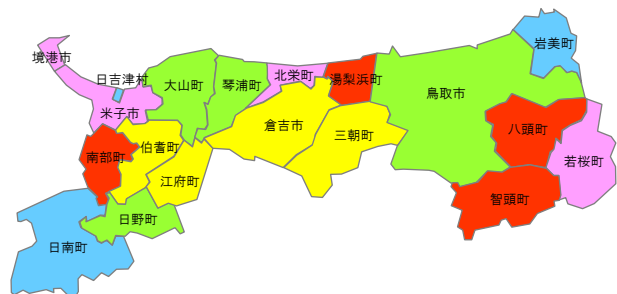 岩美町
境港市
日吉津村
大山町
琴浦町
北栄町
湯梨浜町
鳥取市
米子市
倉吉市
三朝町
八頭町
南部町
伯耆町
若桜町
江府町
智頭町
日野町
日南町